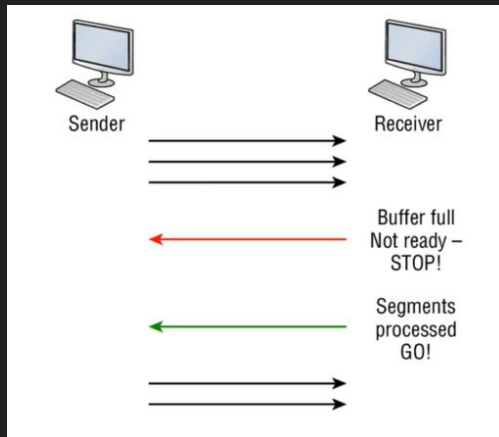 Sender
Receiver
Buffer full
Not ready –
STOP!
Segments
processed
GO!